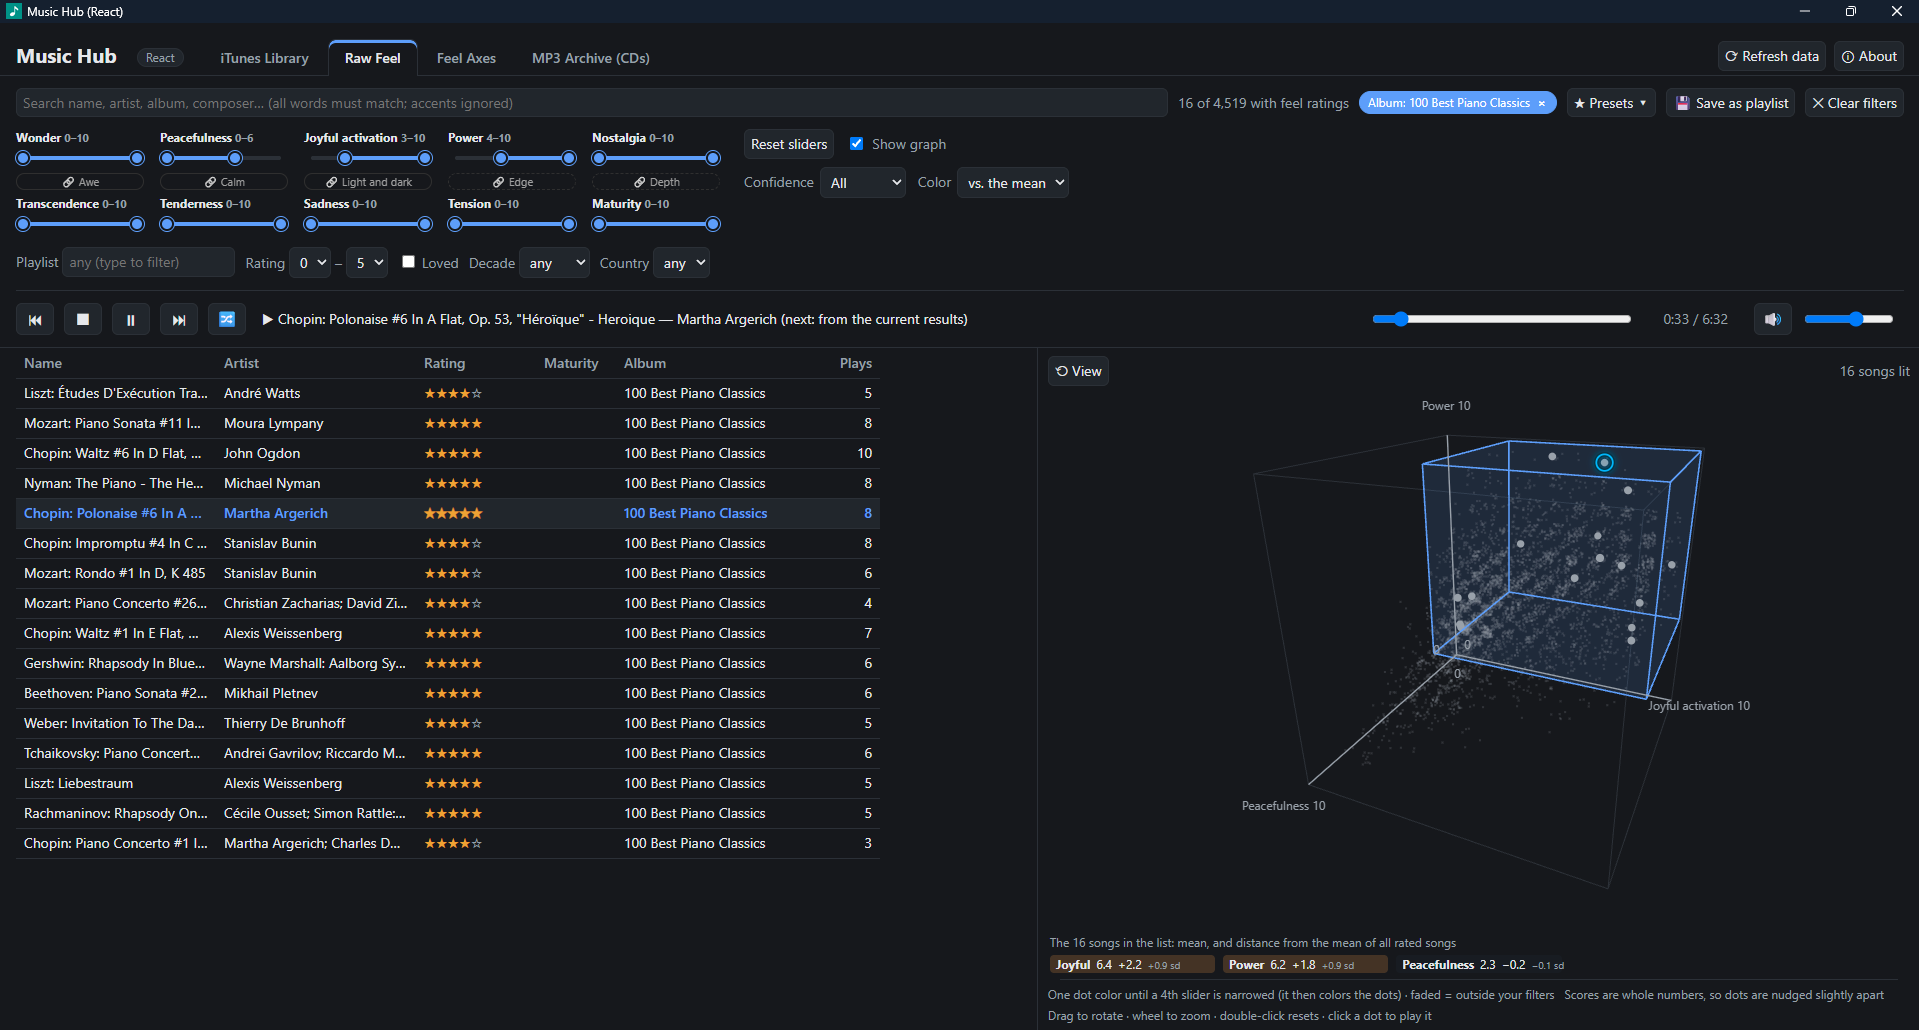 Music Hub (React)
Music Hub React iTunes Library Raw Feel Feel Axes MP3 Archive (CDs) Refresh data About
Search name, artist, album, composer... (all words must match; accents ignored) 16 of 4,519 with feel ratings Album: 100 Best Piano Classics × ★ Presets ▾ Save as playlist ✕ Clear filters
Wonder 0–10 Peacefulness 0–6 Joyful activation 3–10 Power 4–10 Nostalgia 0–10 Reset sliders Show graph
Awe Calm Light and dark Edge Depth Confidence All Color vs. the mean
Transcendence 0–10 Tenderness 0–10 Sadness 0–10 Tension 0–10 Maturity 0–10
Playlist any (type to filter) Rating 0 – 5 Loved Decade any Country any
▶ Chopin: Polonaise #6 In A Flat, Op. 53, "Héroïque" - Heroique — Martha Argerich (next: from the current results) 0:33 / 6:32
Name Artist Rating Maturity Album Plays
Liszt: Études D'Exécution Tra... André Watts ★★★★☆ 100 Best Piano Classics 5
Mozart: Piano Sonata #11 I... Moura Lympany ★★★★★ 100 Best Piano Classics 8
Chopin: Waltz #6 In D Flat, ... John Ogdon ★★★★★ 100 Best Piano Classics 10
Nyman: The Piano - The He... Michael Nyman ★★★★★ 100 Best Piano Classics 8
Chopin: Polonaise #6 In A ... Martha Argerich ★★★★★ 100 Best Piano Classics 8
Chopin: Impromptu #4 In C ... Stanislav Bunin ★★★★☆ 100 Best Piano Classics 8
Mozart: Rondo #1 In D, K 485 Stanislav Bunin ★★★★☆ 100 Best Piano Classics 6
Mozart: Piano Concerto #26... Christian Zacharias; David Zi... ★★★★☆ 100 Best Piano Classics 4
Chopin: Waltz #1 In E Flat, ... Alexis Weissenberg ★★★★★ 100 Best Piano Classics 7
Gershwin: Rhapsody In Blue... Wayne Marshall: Aalborg Sy... ★★★★★ 100 Best Piano Classics 6
Beethoven: Piano Sonata #2... Mikhail Pletnev ★★★★★ 100 Best Piano Classics 6
Weber: Invitation To The Da... Thierry De Brunhoff ★★★★☆ 100 Best Piano Classics 5
Tchaikovsky: Piano Concert... Andrei Gavrilov; Riccardo M... ★★★★★ 100 Best Piano Classics 6
Liszt: Liebestraum Alexis Weissenberg ★★★★★ 100 Best Piano Classics 5
Rachmaninov: Rhapsody On... Cécile Ousset; Simon Rattle:... ★★★★★ 100 Best Piano Classics 5
Chopin: Piano Concerto #1 I... Martha Argerich; Charles D... ★★★★☆ 100 Best Piano Classics 3
View 16 songs lit
Power 10
0
0
0
Joyful activation 10
Peacefulness 10
The 16 songs in the list: mean, and distance from the mean of all rated songs
Joyful 6.4 +2.2 +0.9 sd Power 6.2 +1.8 +0.9 sd Peacefulness 2.3 −0.2 −0.1 sd
One dot color until a 4th slider is narrowed (it then colors the dots) · faded = outside your filters Scores are whole numbers, so dots are nudged slightly apart
Drag to rotate · wheel to zoom · double-click resets · click a dot to play it